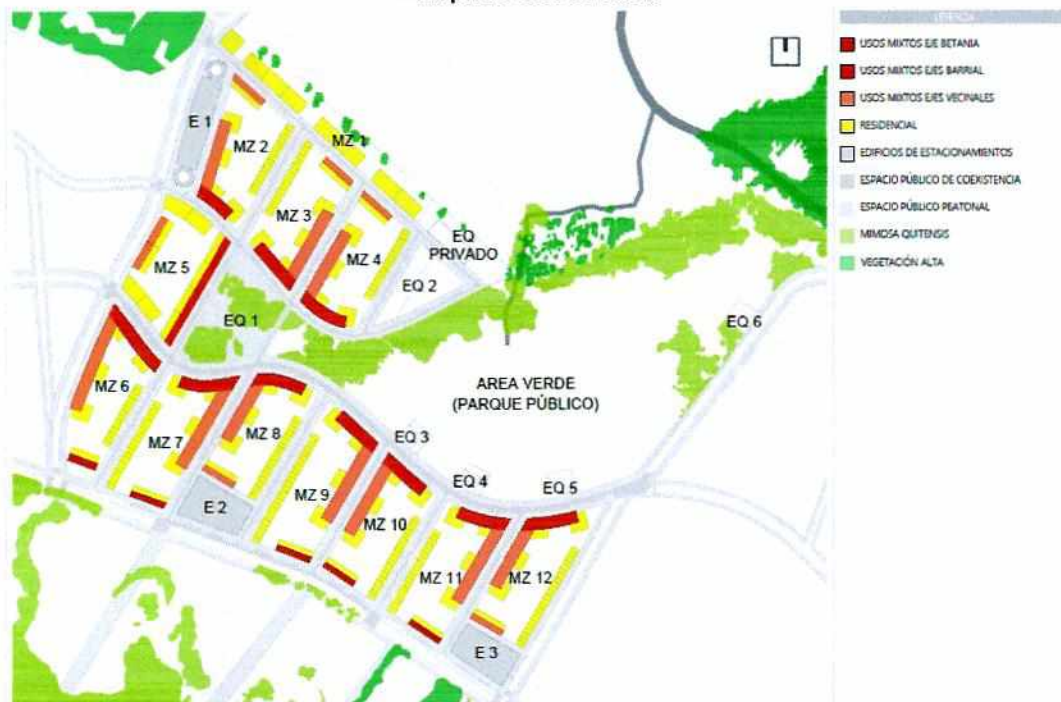 LEYENDA
USOS MIXTOS EJE BETANIA
USOS MIXTOS EJES BARRIAL
USOS MIXTOS EJES VECINALES
RESIDENCIAL
EDIFICIOS DE ESTACIONAMIENTOS
ESPACIO PÚBLICO DE COEXISTENCIA
ESPACIO PÚBLICO PEATONAL
MIMOSA QUITENSIS
VEGETACIÓN ALTA
E 1
MZ 2
MZ 1
MZ 3
MZ 4
EQ
PRIVADO
MZ 5
EQ 2
EQ 1
EQ 6
MZ 6
AREA VERDE
(PARQUE PÚBLICO)
MZ 7
MZ 8
EQ 3
EQ 4
EQ 5
MZ 9
E 2
MZ 10
MZ 11
MZ 12
E 3